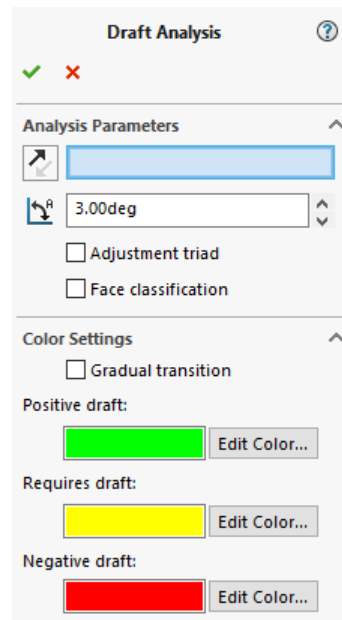 Draft Analysis
Analysis Parameters
3.00deg
Adjustment triad
Face classification
Color Settings
Gradual transition
Positive draft:
Edit Color...
Requires draft:
Edit Color...
Negative draft:
Edit Color...